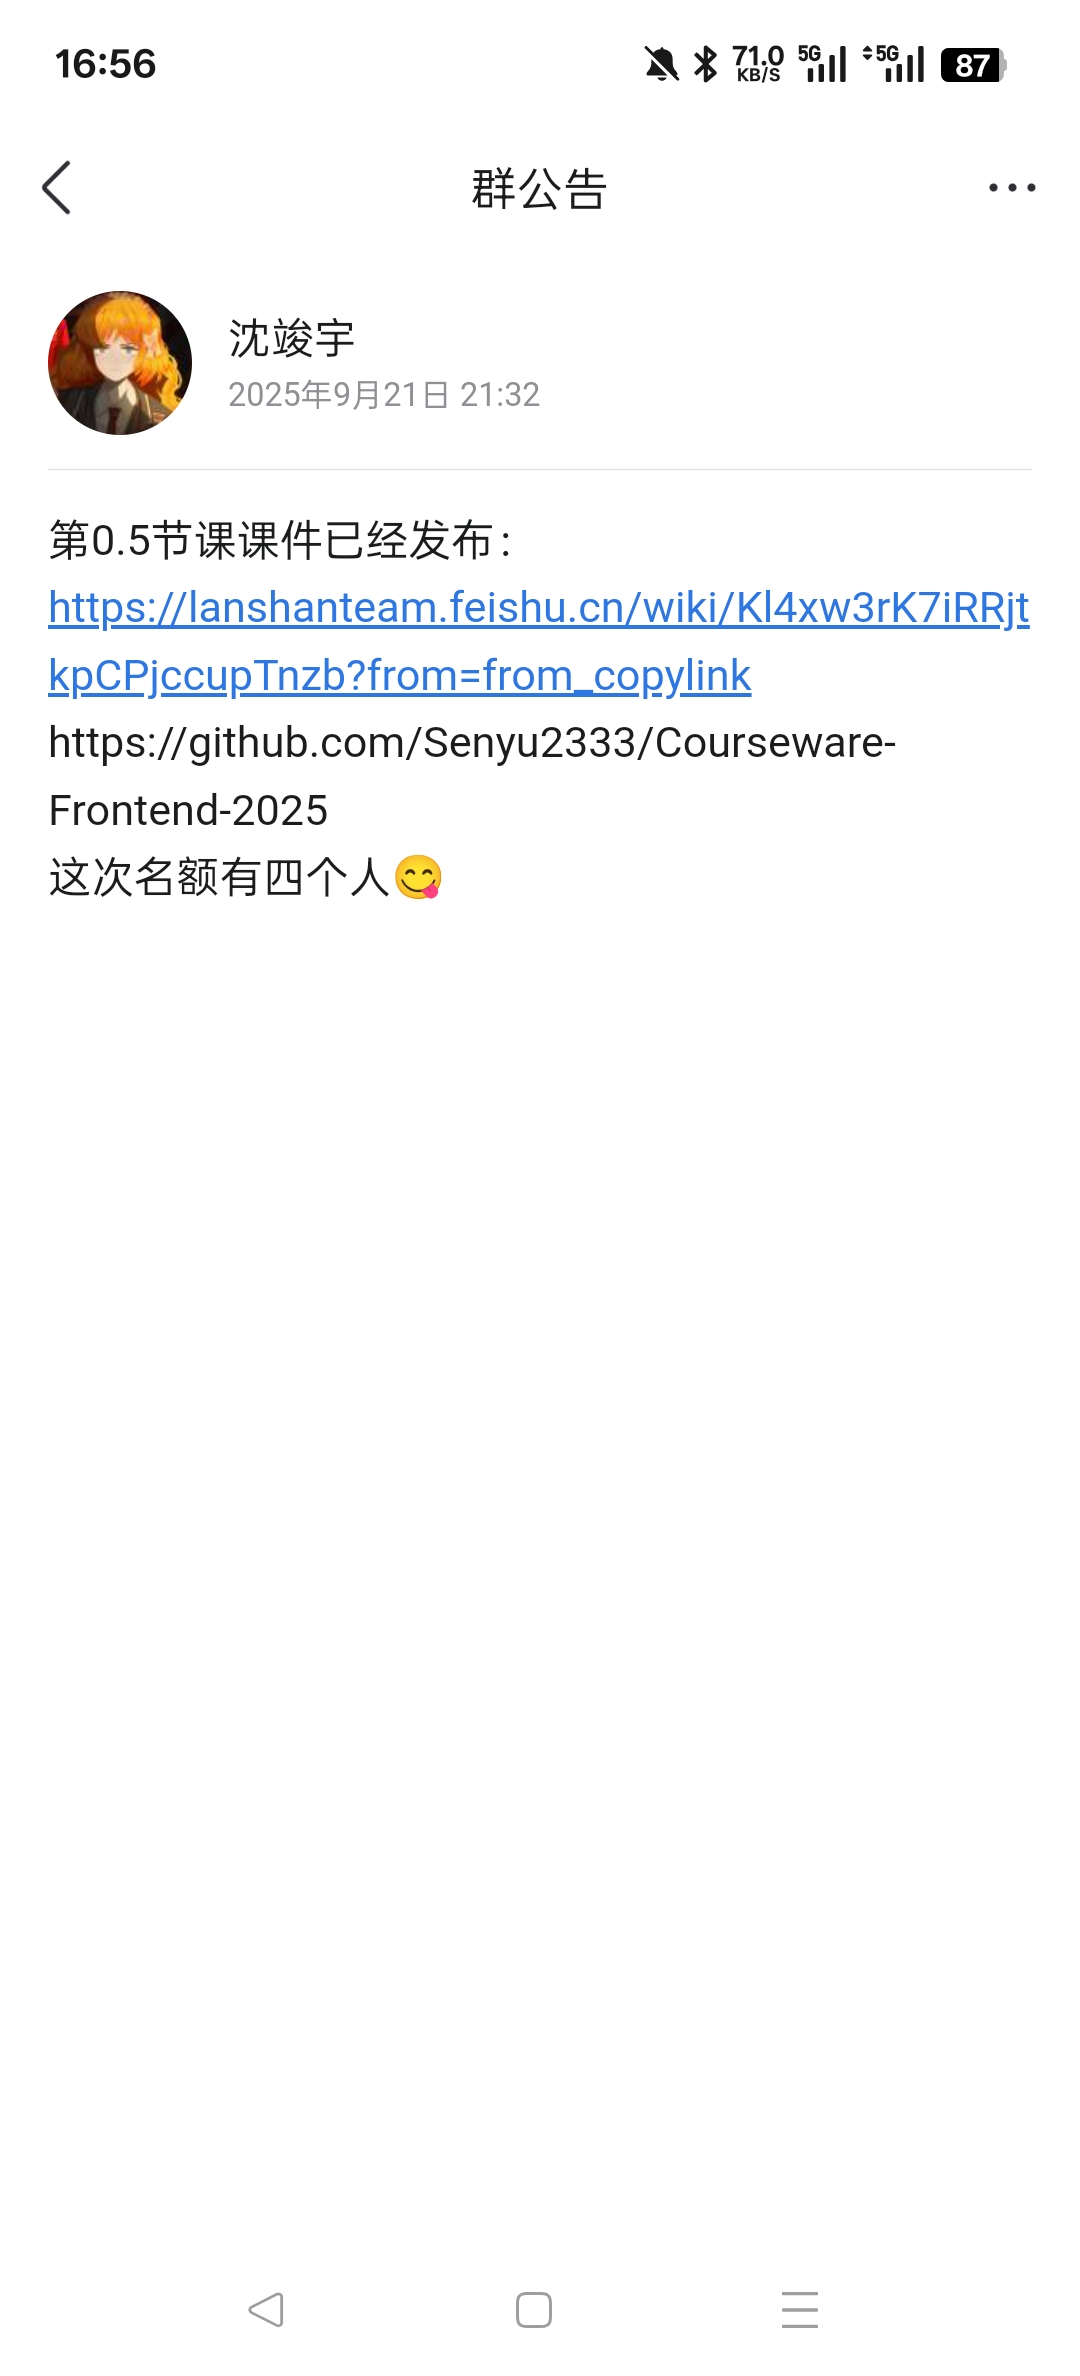 16:56
71.0
KB/S
5G
5G
87
群公告
沈竣宇
2025年9月21日 21:32
第0.5节课课件已经发布：
https://lanshanteam.feishu.cn/wiki/Kl4xw3rK7iRRjt
kpCPjccupTnzb?from=from_copylink
https://github.com/Senyu2333/Courseware-
Frontend-2025
这次名额有四个人😋